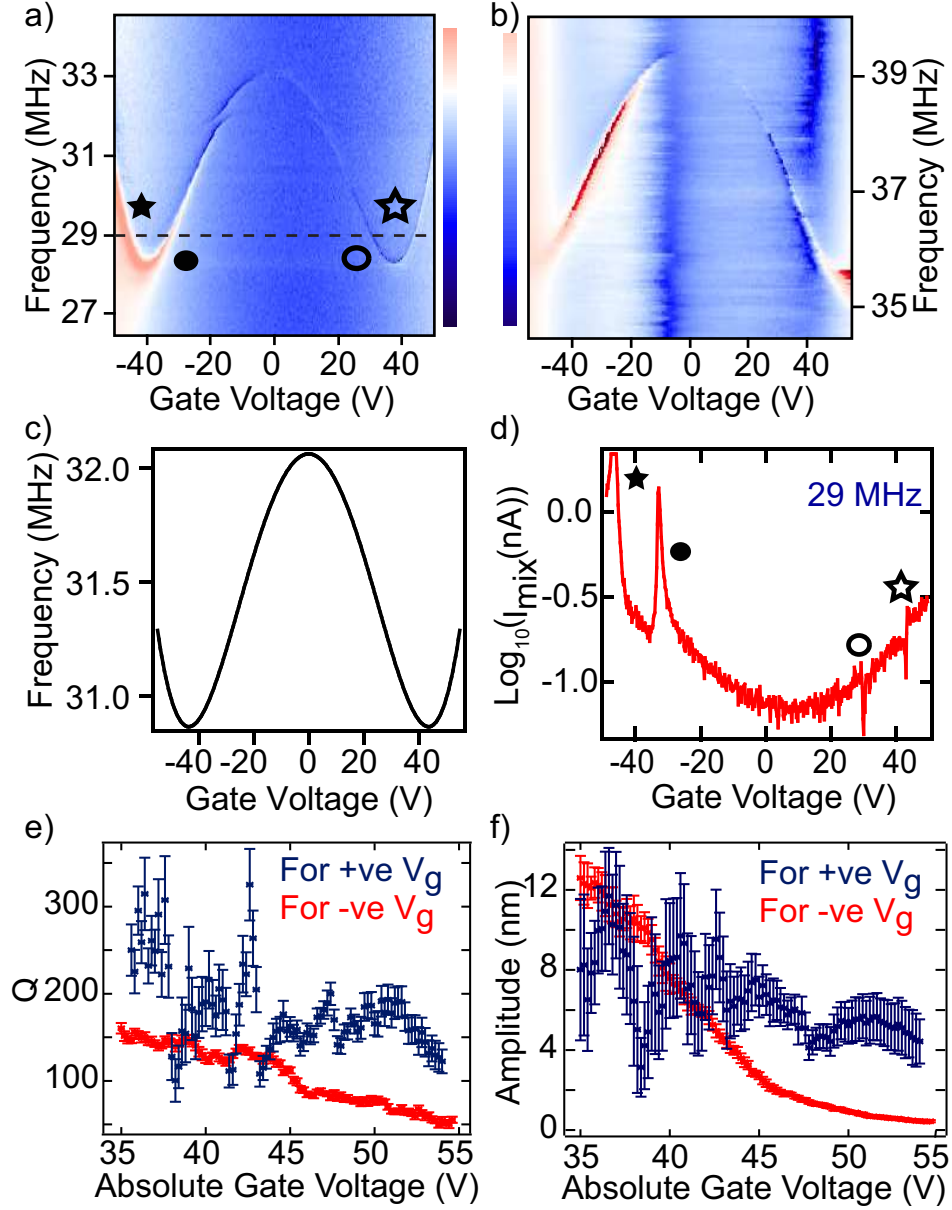 a)
33
31
29
27
Frequency (MHz)
-40 -20 0 20 40
Gate Voltage (V)
b)
39
37
35
Frequency (MHz)
-40 -20 0 20 40
Gate Voltage (V)
c)
32.0
31.5
31.0
Frequency (MHz)
-40 -20 0 20 40
Gate Voltage (V)
d)
29 MHz
0.0
-0.5
-1.0
Log10(Imix(nA))
-40 -20 0 20 40
Gate Voltage (V)
e)
For +ve Vg
For -ve Vg
300
200
100
Q
35 40 45 50 55
Absolute Gate Voltage (V)
f)
For +ve Vg
For -ve Vg
12
8
4
0
Amplitude (nm)
35 40 45 50 55
Absolute Gate Voltage (V)